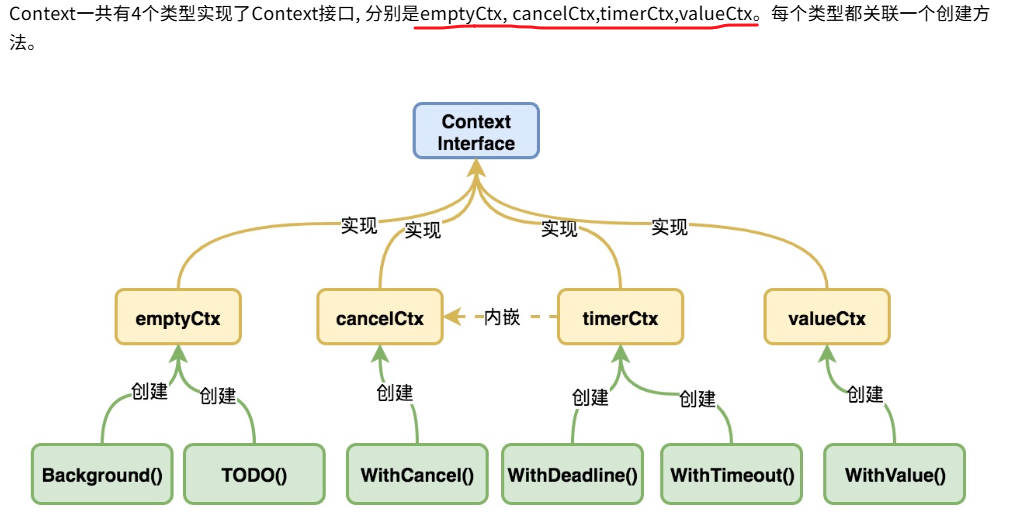 Context一共有4个类型实现了Context接口, 分别是emptyCtx, cancelCtx,timerCtx,valueCtx。每个类型都关联一个创建方
法。
Context
Interface
实现
实现
实现
实现
emptyCtx
cancelCtx
内嵌
timerCtx
valueCtx
创建
创建
创建
创建
创建
创建
Background()
TODO()
WithCancel()
WithDeadline()
WithTimeout()
WithValue()